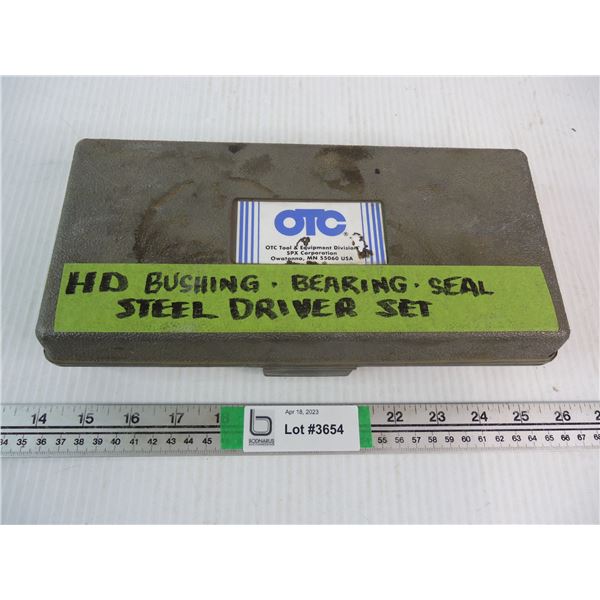 OTC
OTC Tool & Equipment Division
SPX Corporation
Owatonna, MN 55060 USA
HD BUSHING · BEARING · SEAL
STEEL DRIVER SET
14 15 16 17 22 23 24 25 26
35 36 37 38 39 40 41 42 43 44 45 46 47 55 56 57 58 59 60 61 62 63 64 65 66 67 68
Apr 18, 2023
Lot #3654
b
BODNARUS